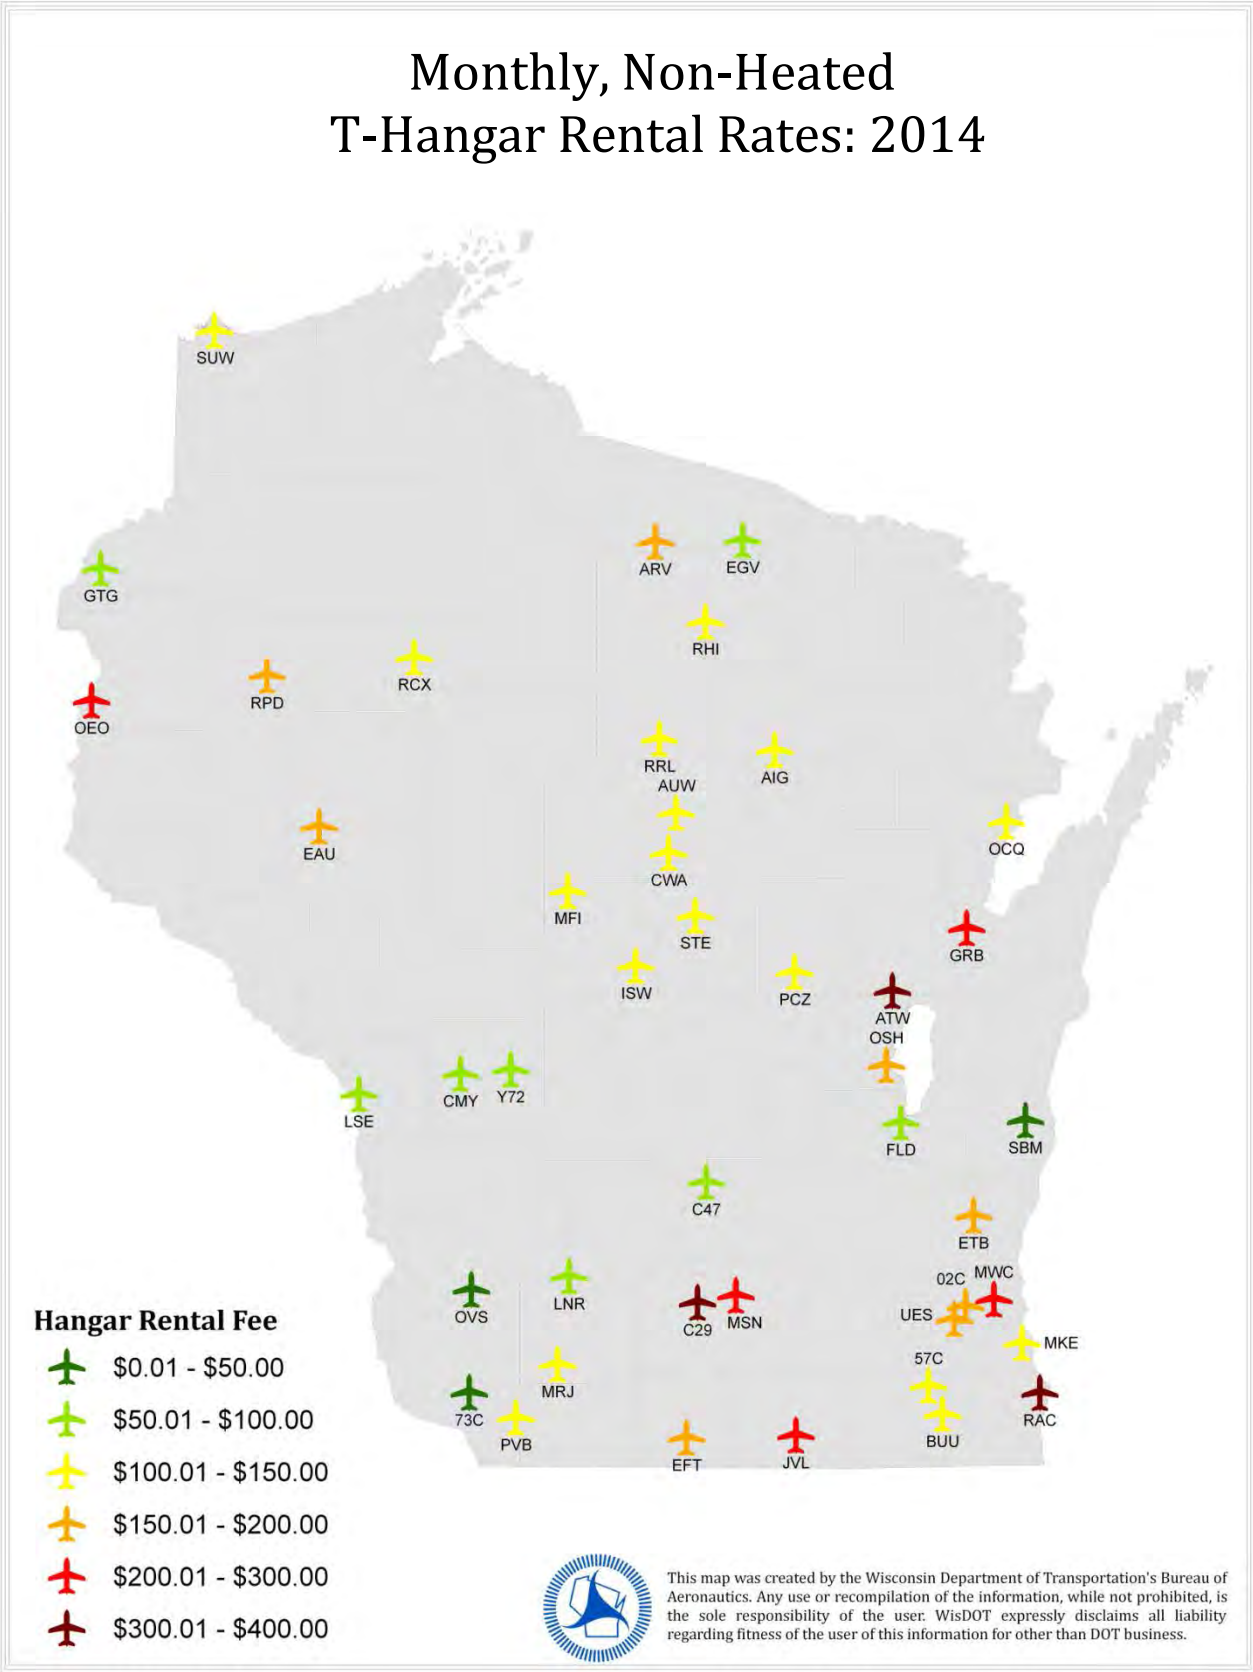 Monthly, Non-Heated
T-Hangar Rental Rates: 2014
SUW
ARV
EGV
GTG
RHI
RCX
RPD
OEO
RRL
AIG
AUW
EAU
OCQ
CWA
MFI
STE
GRB
ISW
PCZ
ATW
OSH
CMY
Y72
LSE
FLD
SBM
C47
ETB
02C
MWC
LNR
OVS
C29
MSN
UES
MKE
57C
MRJ
73C
RAC
PVB
BUU
EFT
JVL
Hangar Rental Fee
$0.01 - $50.00
$50.01 - $100.00
$100.01 - $150.00
$150.01 - $200.00
$200.01 - $300.00
$300.01 - $400.00
This map was created by the Wisconsin Department of Transportation's Bureau of
Aeronautics. Any use or recompilation of the information, while not prohibited, is
the sole responsibility of the user. WisDOT expressly disclaims all liability
regarding fitness of the user of this information for other than DOT business.